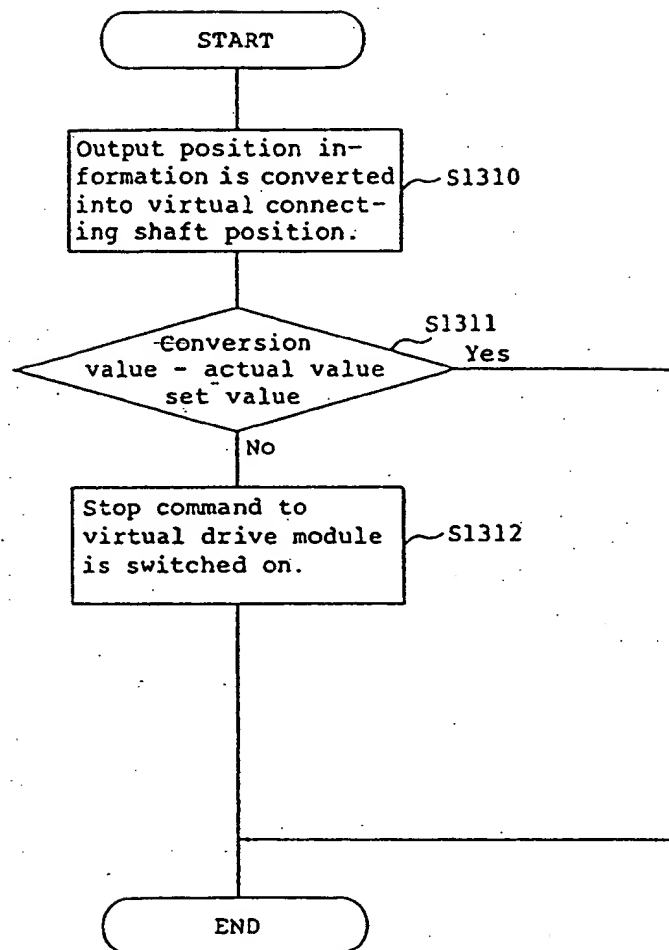 START
Output position in-
formation is converted
into virtual connect-
ing shaft position.
S1310
S1311
Conversion
value - actual value
set value
Yes
No
Stop command to
virtual drive module
is switched on.
S1312
END